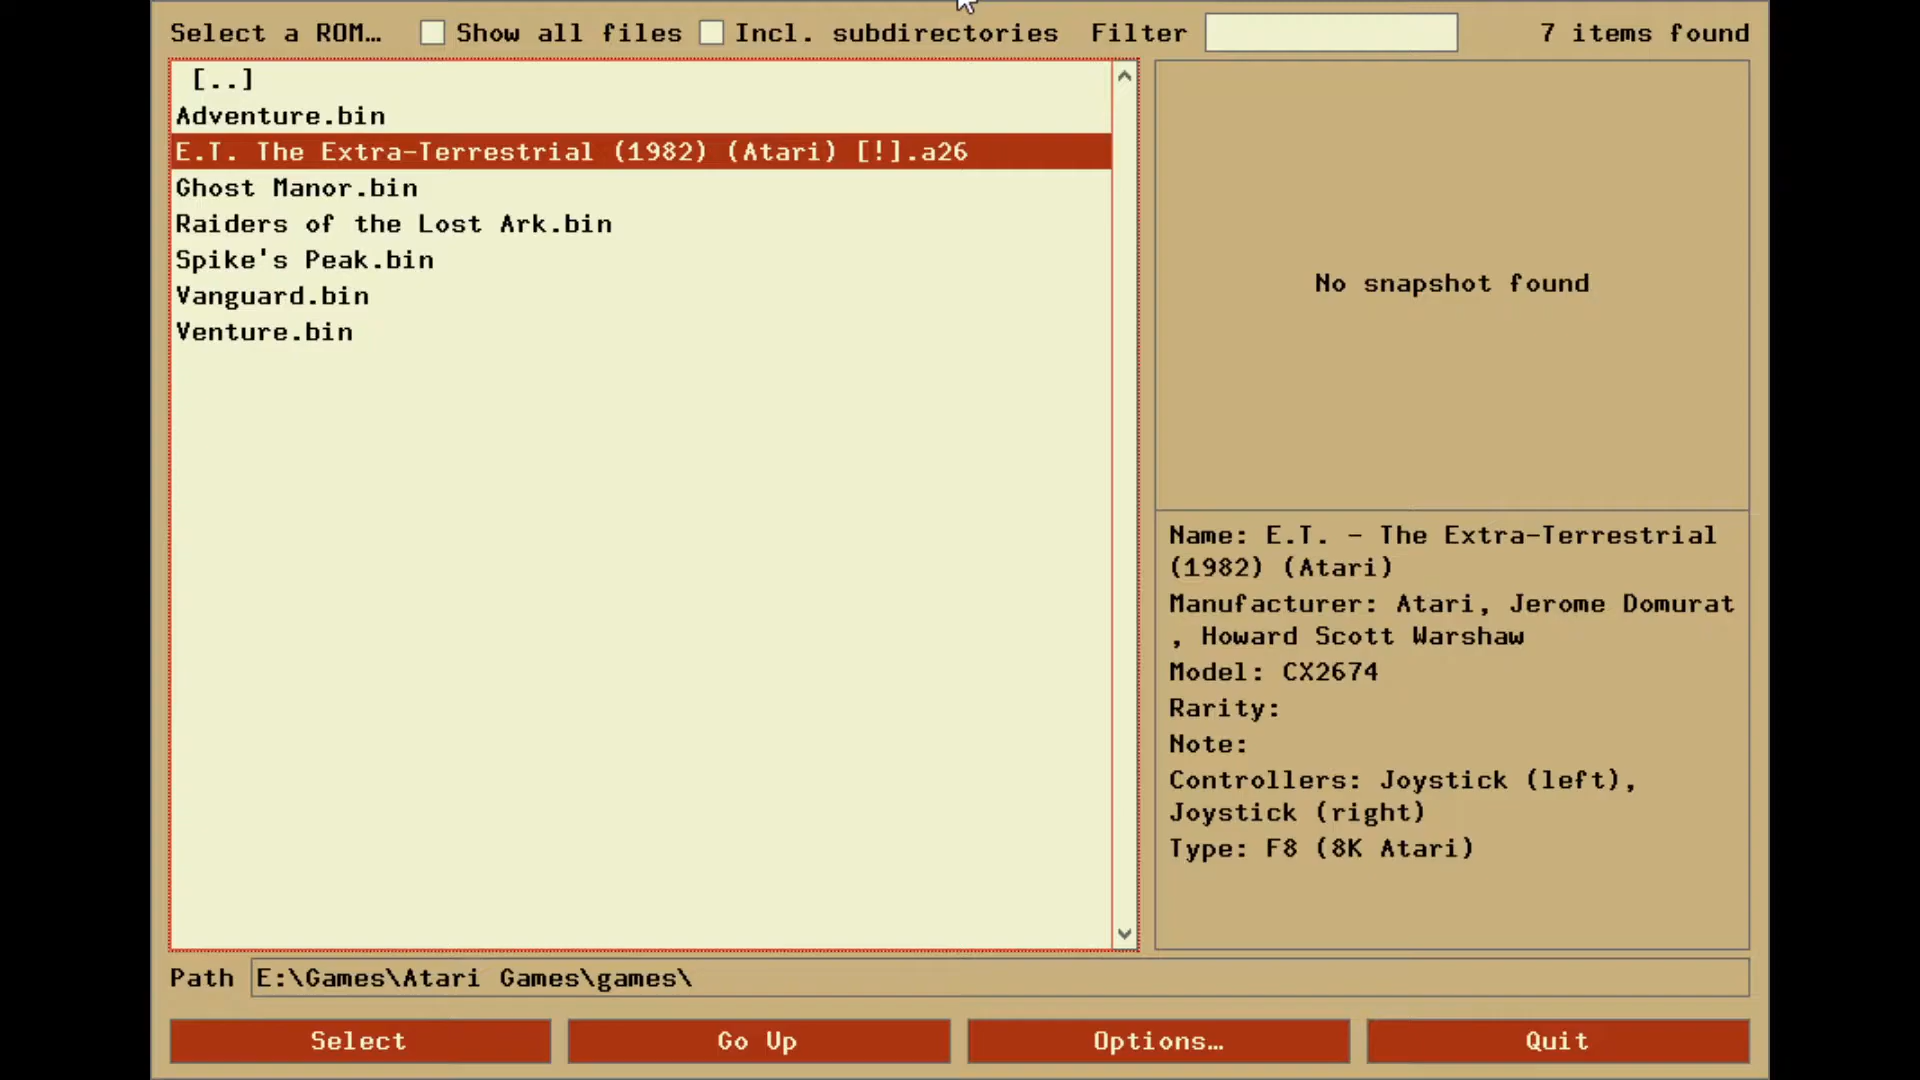 Select a ROM… Show all files Incl. subdirectories Filter 7 items found
[..]
Adventure.bin
E.T. The Extra-Terrestrial (1982) (Atari) [!].a26
Ghost Manor.bin
Raiders of the Lost Ark.bin
Spike's Peak.bin
Vanguard.bin
Venture.bin
No snapshot found
Name: E.T. - The Extra-Terrestrial
(1982) (Atari)
Manufacturer: Atari, Jerome Domurat
, Howard Scott Warshaw
Model: CX2674
Rarity:
Note:
Controllers: Joystick (left),
Joystick (right)
Type: F8 (8K Atari)
Path E:\Games\Atari Games\games\
Select Go Up Options… Quit